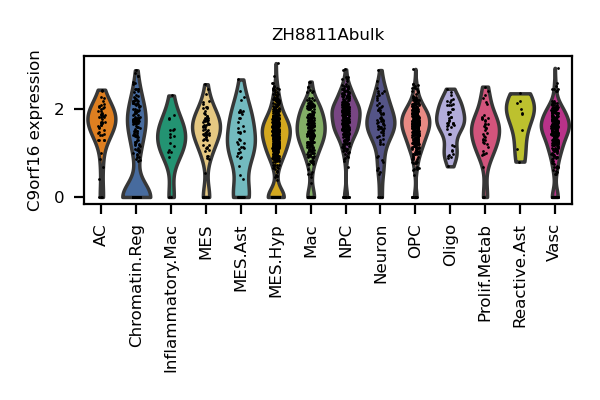 ZH8811Abulk
C9orf16 expression
2
0
AC
Chromatin.Reg
Inflammatory.Mac
MES
MES.Ast
MES.Hyp
Mac
NPC
Neuron
OPC
Oligo
Prolif.Metab
Reactive.Ast
Vasc